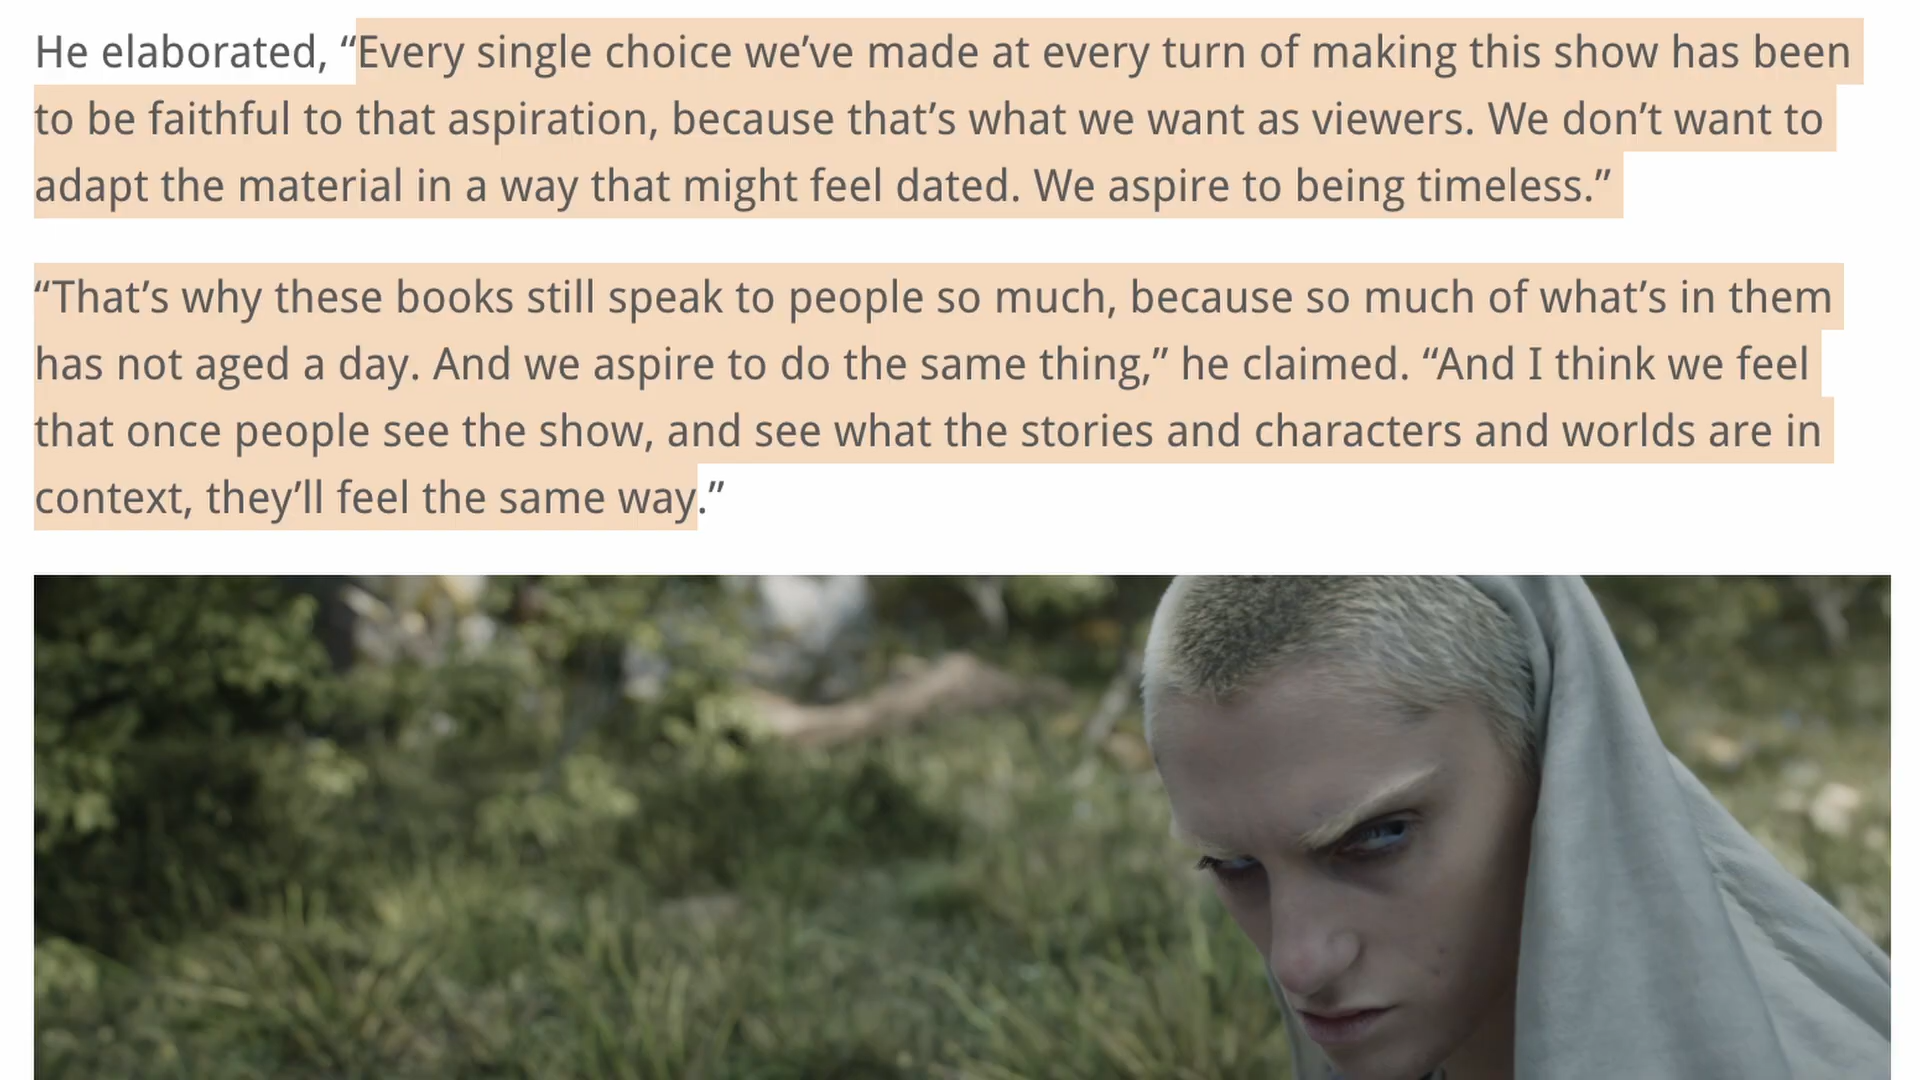 He elaborated, “Every single choice we’ve made at every turn of making this show has been
to be faithful to that aspiration, because that’s what we want as viewers. We don’t want to
adapt the material in a way that might feel dated. We aspire to being timeless.”
“That’s why these books still speak to people so much, because so much of what’s in them
has not aged a day. And we aspire to do the same thing,” he claimed. “And I think we feel
that once people see the show, and see what the stories and characters and worlds are in
context, they’ll feel the same way.”